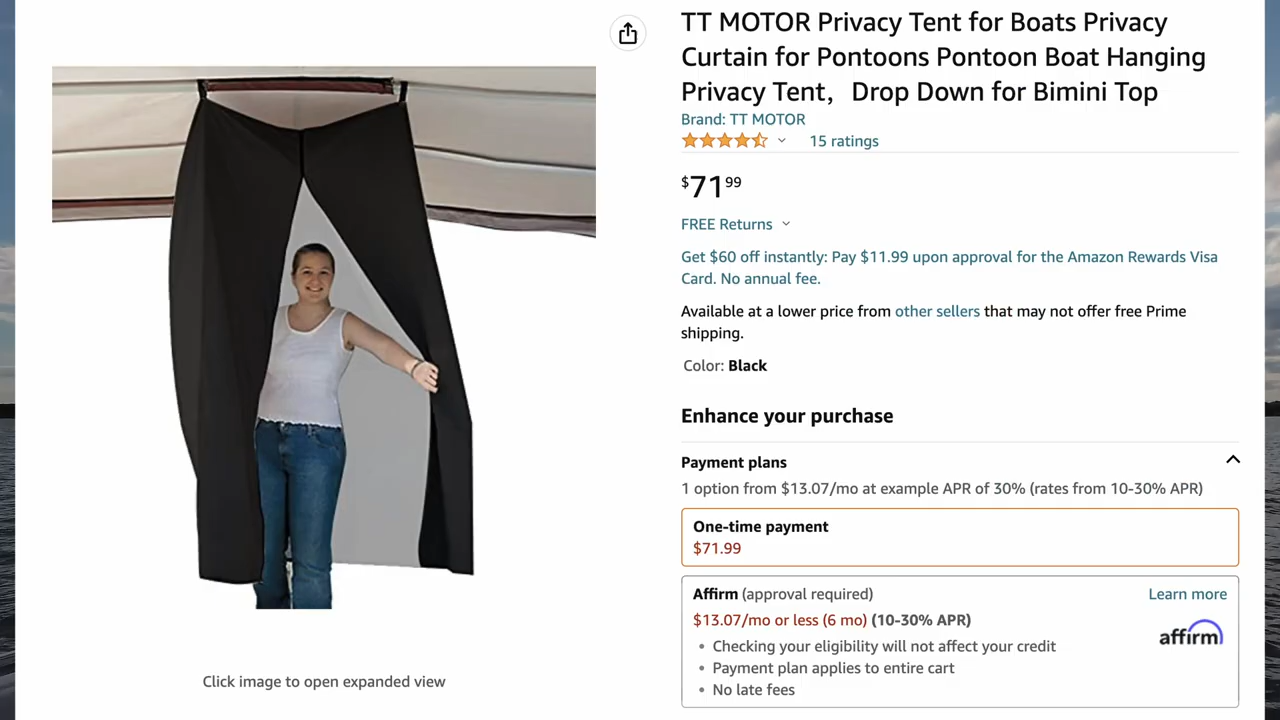 TT MOTOR Privacy Tent for Boats Privacy
Curtain for Pontoons Pontoon Boat Hanging
Privacy Tent，Drop Down for Bimini Top
Brand: TT MOTOR
15 ratings
$71 99
FREE Returns
Get $60 off instantly: Pay $11.99 upon approval for the Amazon Rewards Visa
Card. No annual fee.
Available at a lower price from other sellers that may not offer free Prime
shipping.
Color: Black
Enhance your purchase
Payment plans
1 option from $13.07/mo at example APR of 30% (rates from 10-30% APR)
One-time payment
$71.99
Affirm (approval required)
Learn more
$13.07/mo or less (6 mo) (10-30% APR)
affirm
• Checking your eligibility will not affect your credit
• Payment plan applies to entire cart
• No late fees
Click image to open expanded view